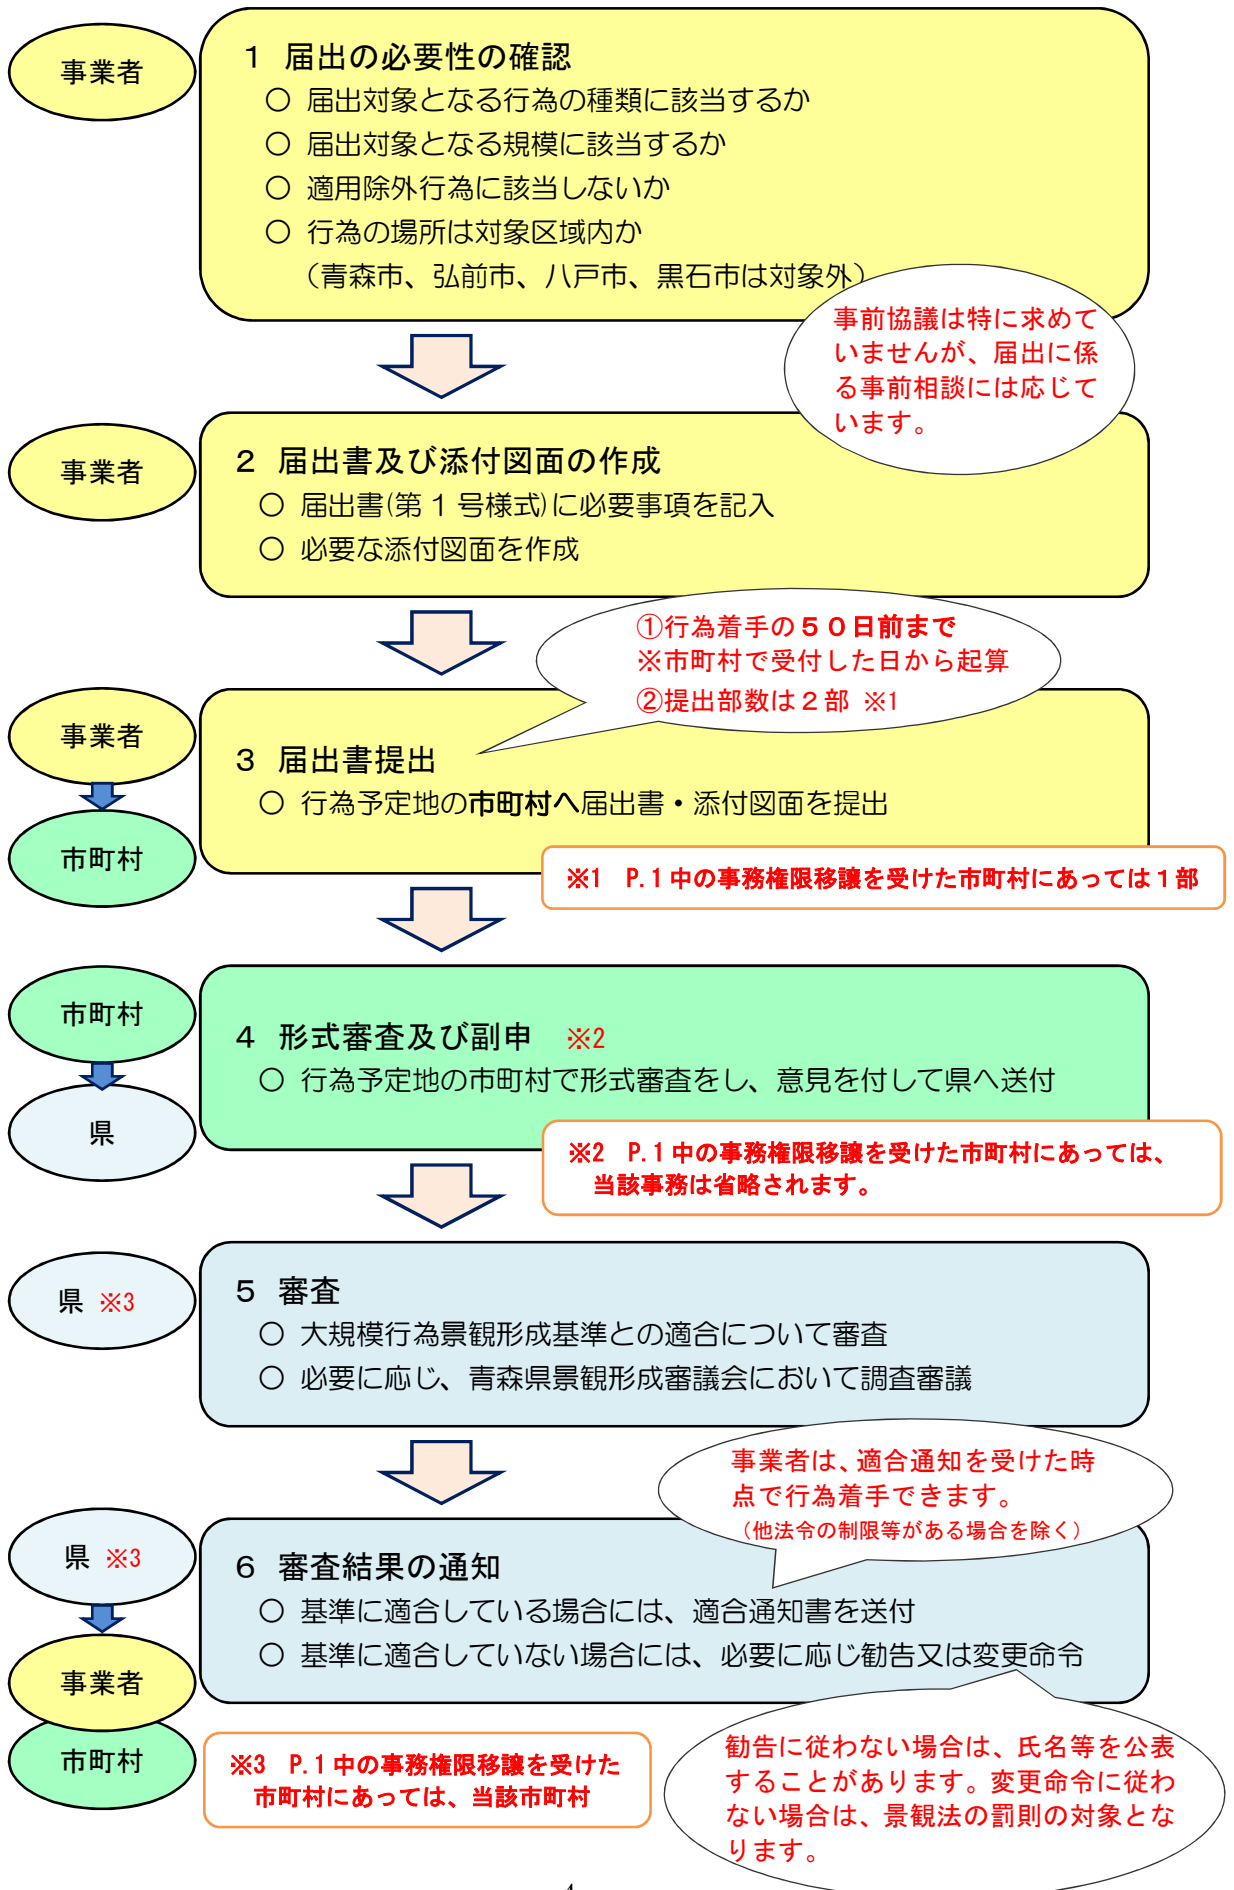 事業者
１ 届出の必要性の確認
○ 届出対象となる行為の種類に該当するか
○ 届出対象となる規模に該当するか
○ 適用除外行為に該当しないか
○ 行為の場所は対象区域内か
（青森市、弘前市、八戸市、黒石市は対象外）
事前協議は特に求めて
いませんが、届出に係
る事前相談には応じて
います。
事業者
２ 届出書及び添付図面の作成
○ 届出書(第１号様式)に必要事項を記入
○ 必要な添付図面を作成
①行為着手の５０日前まで
※市町村で受付した日から起算
②提出部数は２部 ※1
事業者
市町村
３ 届出書提出
○ 行為予定地の市町村へ届出書・添付図面を提出
※1 P.1中の事務権限移譲を受けた市町村にあっては１部
市町村
県
４ 形式審査及び副申 ※2
○ 行為予定地の市町村で形式審査をし、意見を付して県へ送付
※2 P.1中の事務権限移譲を受けた市町村にあっては、
当該事務は省略されます。
県 ※3
５ 審査
○ 大規模行為景観形成基準との適合について審査
○ 必要に応じ、青森県景観形成審議会において調査審議
事業者は、適合通知を受けた時
点で行為着手できます。
（他法令の制限等がある場合を除く）
県 ※3
事業者
市町村
６ 審査結果の通知
○ 基準に適合している場合には、適合通知書を送付
○ 基準に適合していない場合には、必要に応じ勧告又は変更命令
※3 P.1中の事務権限移譲を受けた
市町村にあっては、当該市町村
勧告に従わない場合は、氏名等を公表
することがあります。変更命令に従わ
ない場合は、景観法の罰則の対象とな
ります。